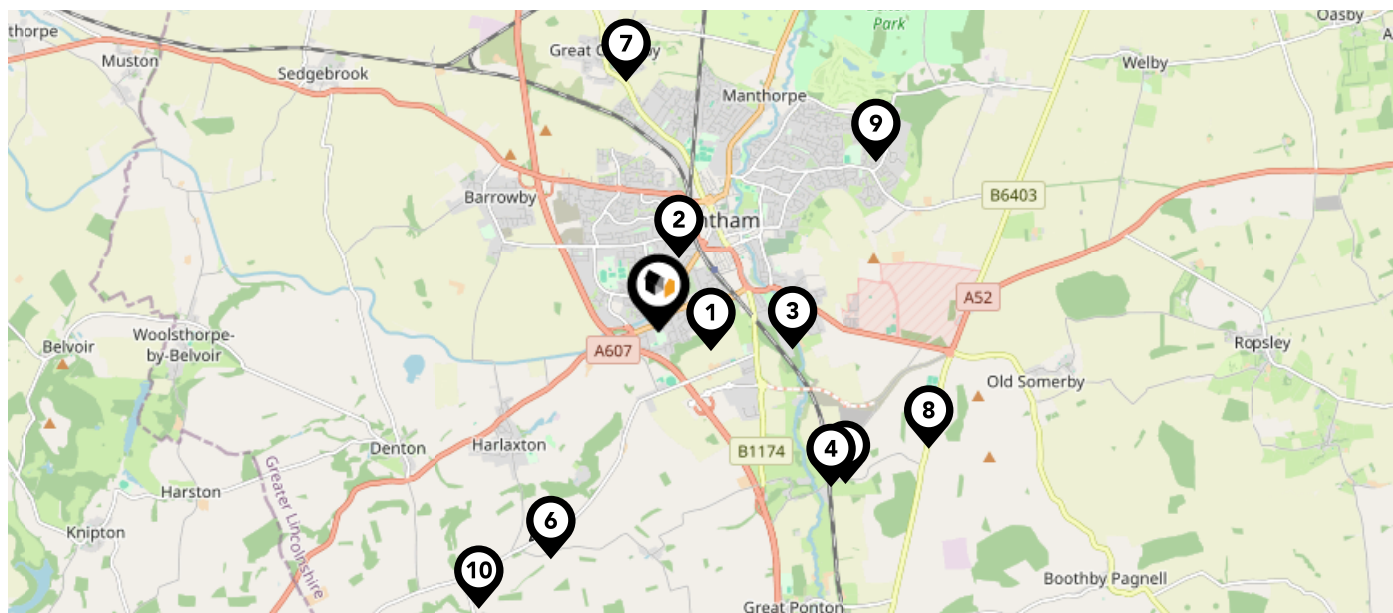 thorpe
Muston
Sedgebrook
Great
7
Park
Oasby
Welby
Manthorpe
9
Barrowby
B6403
2
ntham
A52
1
3
Woolsthorpe-
by-Belvoir
Belvoir
A607
Ropsley
Old Somerby
8
Denton
Harlaxton
B1174
4
Harston
Greater Lincolnshire
Knipton
6
10
Boothby Pagnell
Great Ponton